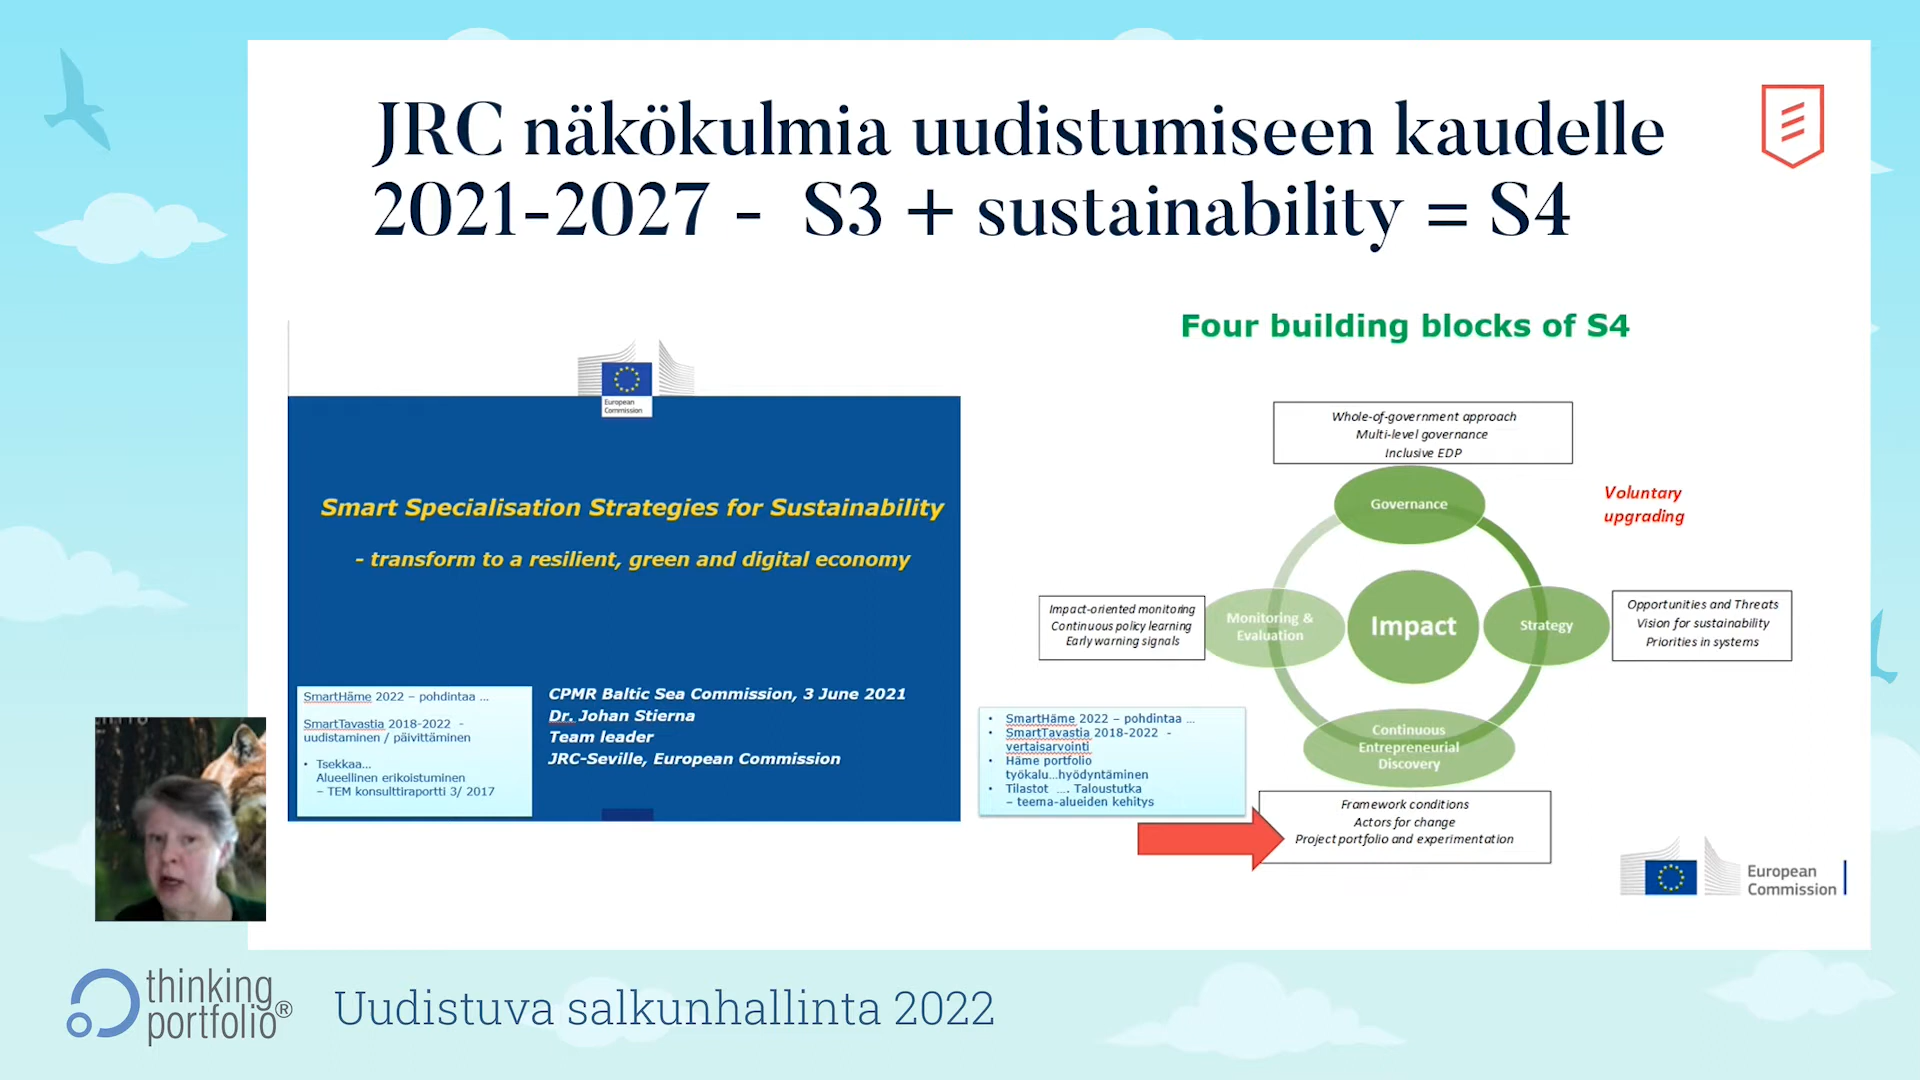 JRC näkökulmia uudistumiseen kaudelle
2021-2027 - S3 + sustainability = S4
European
Commission
Smart Specialisation Strategies for Sustainability
- transform to a resilient, green and digital economy
SmartHäme 2022 – pohdintaa ...
SmartTavastia 2018-2022 -
uudistaminen / päivittäminen
• Tsekkaa...
Alueellinen erikoistuminen
– TEM konsulttiraportti 3/ 2017
CPMR Baltic Sea Commission, 3 June 2021
Dr. Johan Stierna
Team leader
JRC-Seville, European Commission
Four building blocks of S4
Whole-of-government approach
Multi-level governance
Inclusive EDP
Governance
Voluntary
upgrading
Impact-oriented monitoring
Continuous policy learning
Early warning signals
Monitoring &
Evaluation
Impact
Strategy
Opportunities and Threats
Vision for sustainability
Priorities in systems
• SmartHäme 2022 – pohdintaa ...
• SmartTavastia 2018-2022 -
vertaisarvointi
• Häme portfolio
työkalu...hyödyntäminen
• Tilastot .... Taloustutka
– teema-alueiden kehitys
Continuous
Entrepreneurial
Discovery
Framework conditions
Actors for change
Project portfolio and experimentation
European
Commission
thinking
portfolio®
Uudistuva salkunhallinta 2022